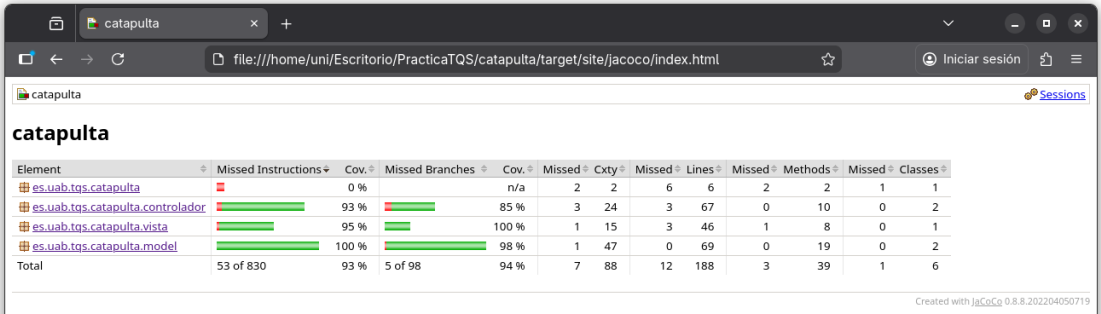 catapulta
file:///home/uni/Escritorio/PracticaTQS/catapulta/target/site/jacoco/index.html
Iniciar sesión
catapulta Sessions
catapulta
Element Missed Instructions Cov. Missed Branches Cov. Missed Cxty Missed Lines Missed Methods Missed Classes
es.uab.tqs.catapulta 0 % n/a 2 2 6 6 2 2 1 1
es.uab.tqs.catapulta.controlador 93 % 85 % 3 24 3 67 0 10 0 2
es.uab.tqs.catapulta.vista 95 % 100 % 1 15 3 46 1 8 0 1
es.uab.tqs.catapulta.model 100 % 98 % 1 47 0 69 0 19 0 2
Total 53 of 830 93 % 5 of 98 94 % 7 88 12 188 3 39 1 6
Created with JaCoCo 0.8.8.202204050719